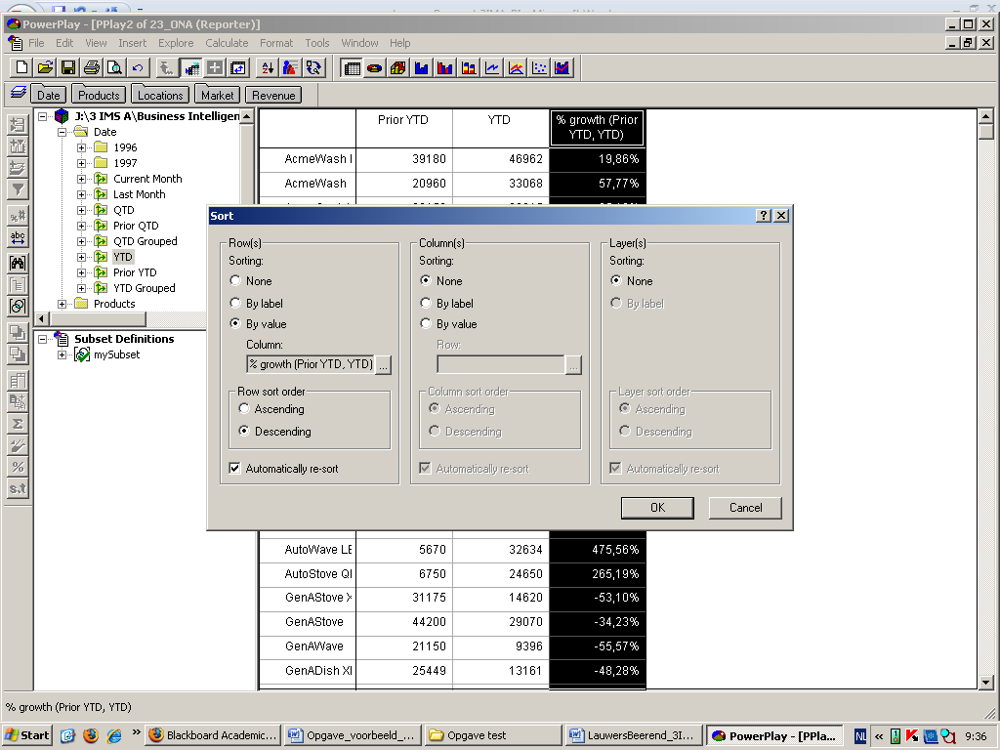 PowerPlay - [PPlay2 of 23_ONA (Reporter)]
File Edit View Insert Explore Calculate Format Tools Window Help
Date Products Locations Market Revenue
J:\3 IMS A\Business Intelligen
Date
1996
1997
Current Month
Last Month
QTD
Prior QTD
QTD Grouped
YTD
Prior YTD
YTD Grouped
Products
Subset Definitions
mySubset
Prior YTD YTD % growth (Prior
YTD, YTD)
AcmeWash 39180 46962 19,86%
AcmeWash 20960 33068 57,77%
Sort
Row(s)
Sorting:
None
By label
By value
Column:
% growth (Prior YTD, YTD) ...
Row sort order
Ascending
Descending
Automatically re-sort
Column(s)
Sorting:
None
By label
By value
Row:
...
Column sort order
Ascending
Descending
Automatically re-sort
Layer(s)
Sorting:
None
By label
Layer sort order
Ascending
Descending
Automatically re-sort
OK Cancel
AutoWave LE 5670 32634 475,56%
AutoStove QI 6750 24650 265,19%
GenAStove X 31175 14620 -53,10%
GenAStove 44200 29070 -34,23%
GenAWave 21150 9396 -55,57%
GenADish XI 25449 13161 -48,28%
abc
Σ
%
s.t
% growth (Prior YTD, YTD)
Start » Blackboard Academic... Opgave_voorbeeld_... Opgave test LauwersBeerend_3I... PowerPlay - [PPla... NL « 9:36